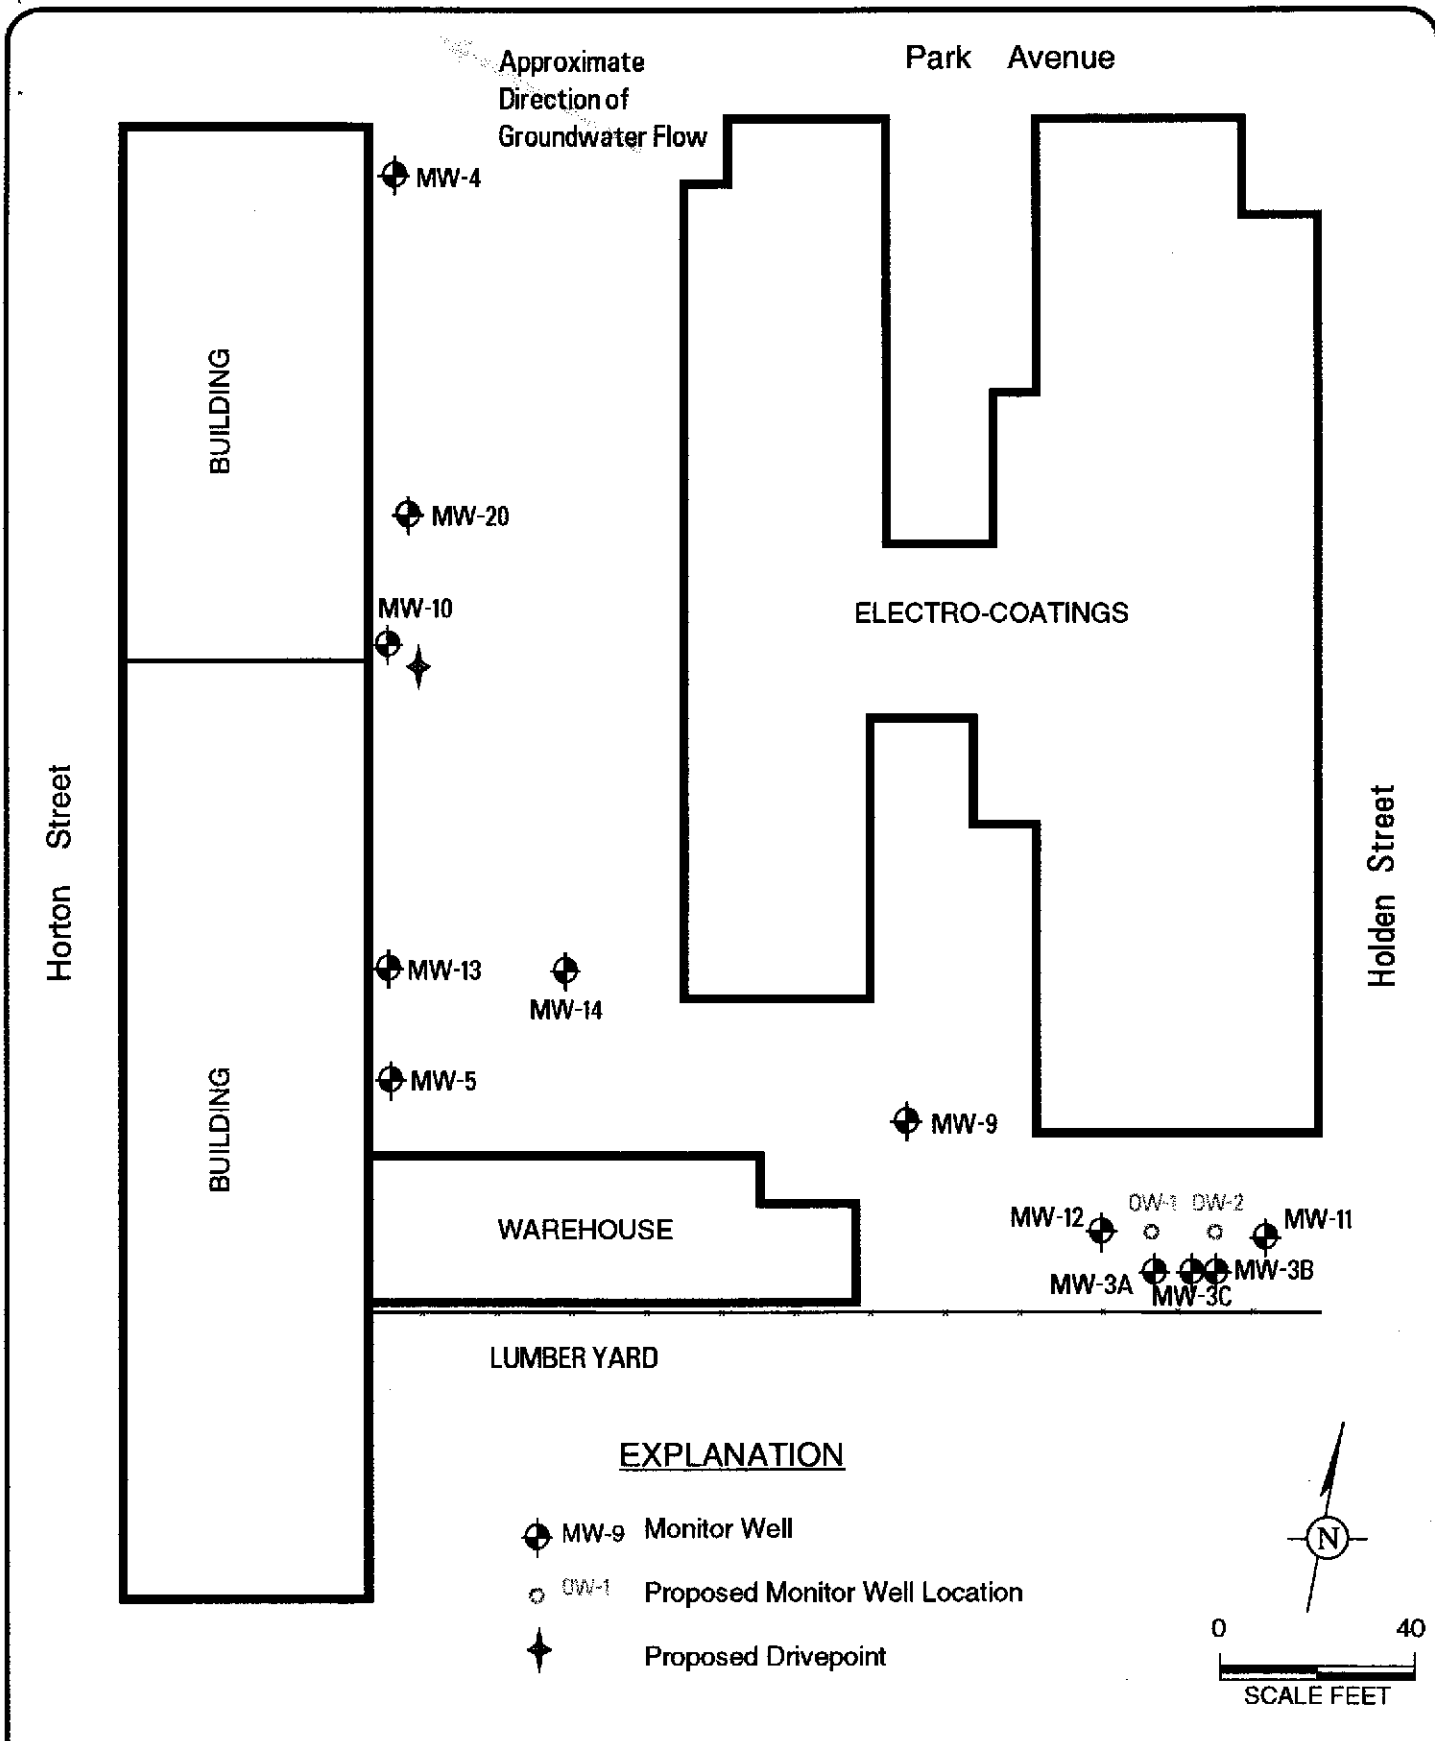 Park Avenue
Approximate
Direction of
Groundwater Flow
MW-4
BUILDING
MW-20
MW-10
ELECTRO-COATINGS
Horton Street
Holden Street
MW-13
MW-14
MW-5
BUILDING
MW-9
WAREHOUSE
MW-12
OW-1
OW-2
MW-11
MW-3A
MW-3C
MW-3B
LUMBER YARD
EXPLANATION
MW-9 Monitor Well
OW-1 Proposed Monitor Well Location
Proposed Drivepoint
N
0 40
SCALE FEET